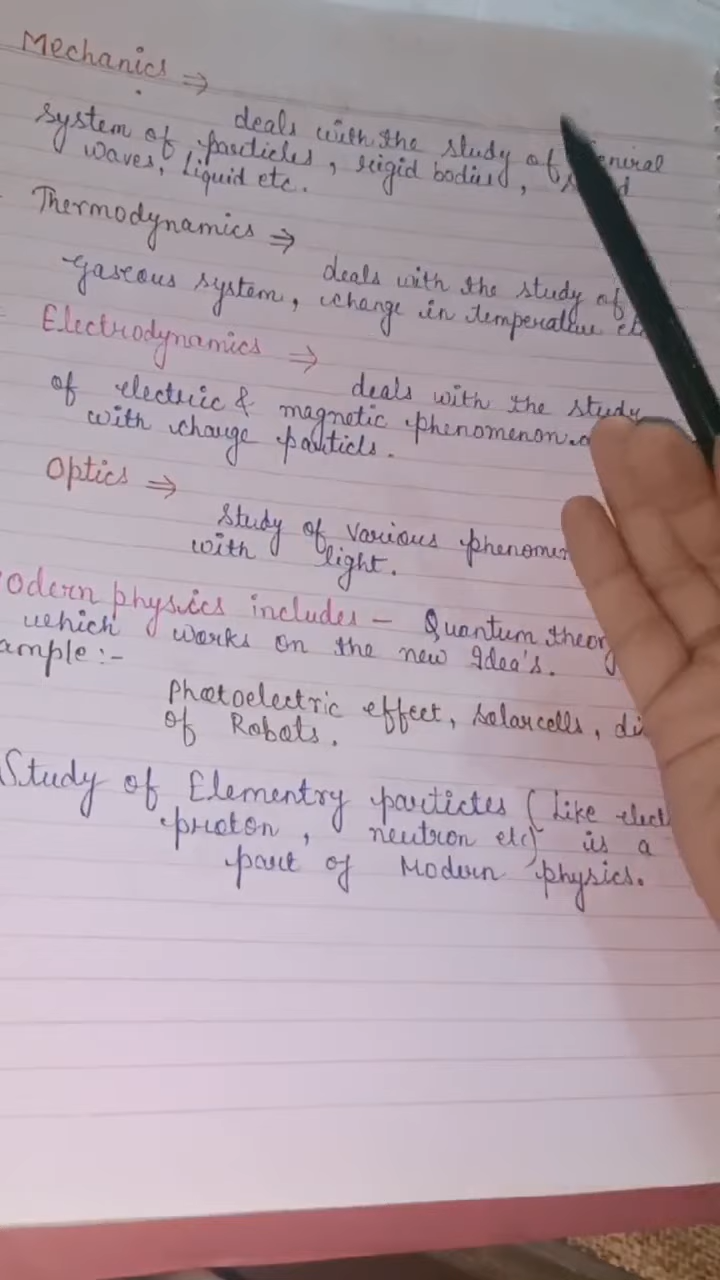 Mechanics ⇒
deals with the study of
system of particles, rigid bodies,
waves, liquid etc.
Thermodynamics ⇒
deals with the study of
gaseous system, change in temperature
Electrodynamics ⇒
deals with the study
of electric & magnetic phenomenon.
with charge particls.
Optics ⇒
study of various
with light.
odern physics includes - Quantum
which works on the new Idea's.
ample:-
Photoelectric effect, solarcells,
of Robots.
Study of Elementry particles (Like
proton, neutron etc) is a
part of Modern physics.